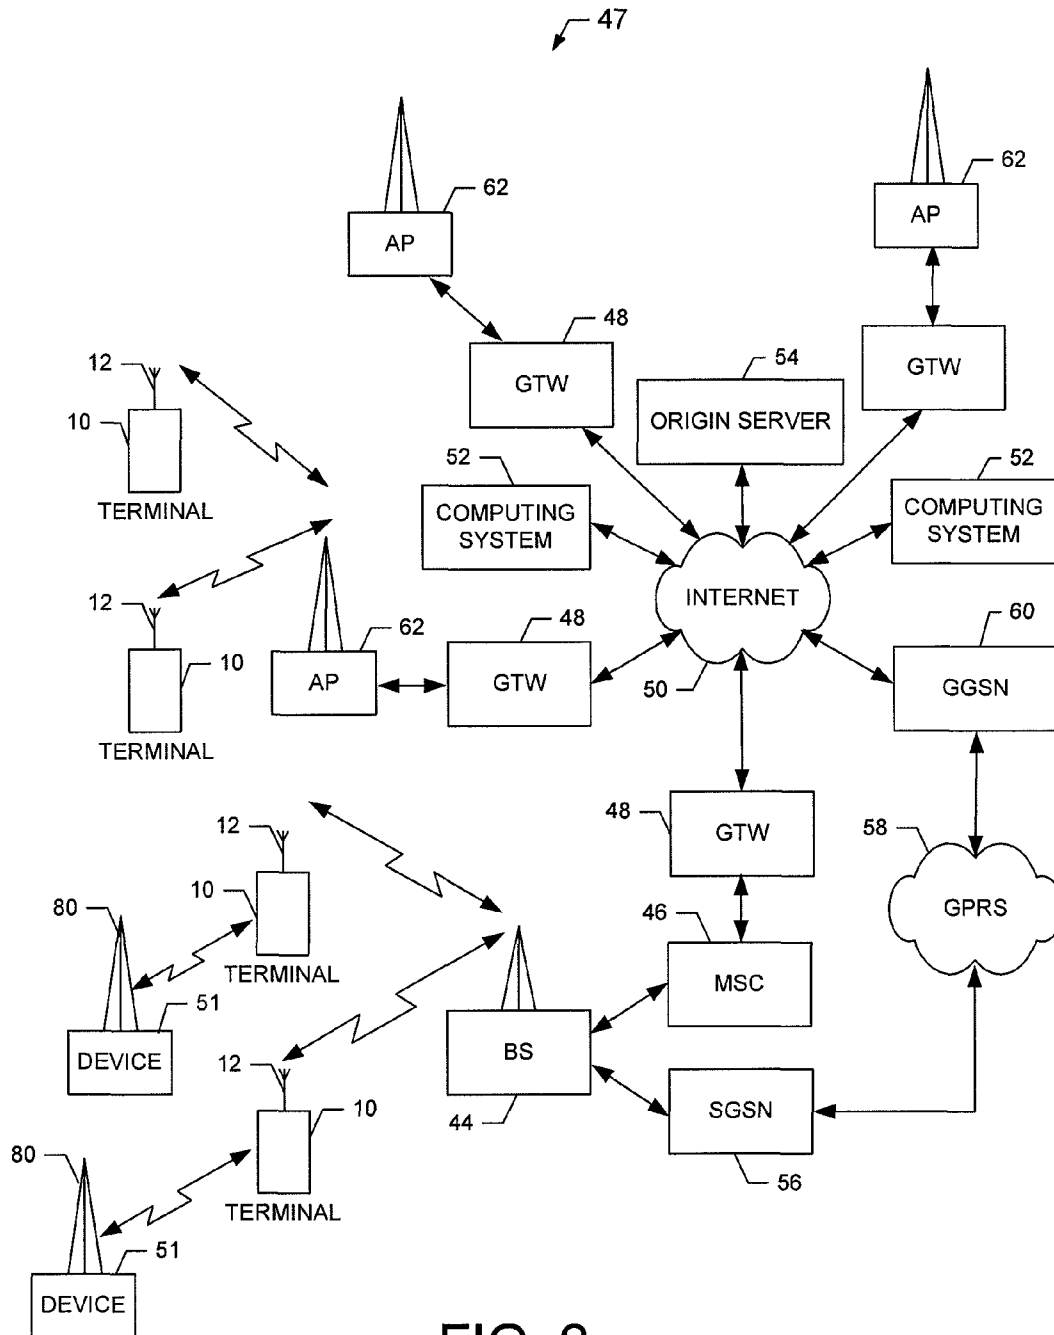 47
62
AP
62
AP
48
GTW
GTW
54
ORIGIN SERVER
12
10
TERMINAL
52
COMPUTING
SYSTEM
52
COMPUTING
SYSTEM
INTERNET
50
12
10
TERMINAL
62
AP
48
GTW
60
GGSN
48
GTW
58
GPRS
12
10
TERMINAL
80
51
DEVICE
46
MSC
BS
44
SGSN
56
12
10
TERMINAL
80
51
DEVICE